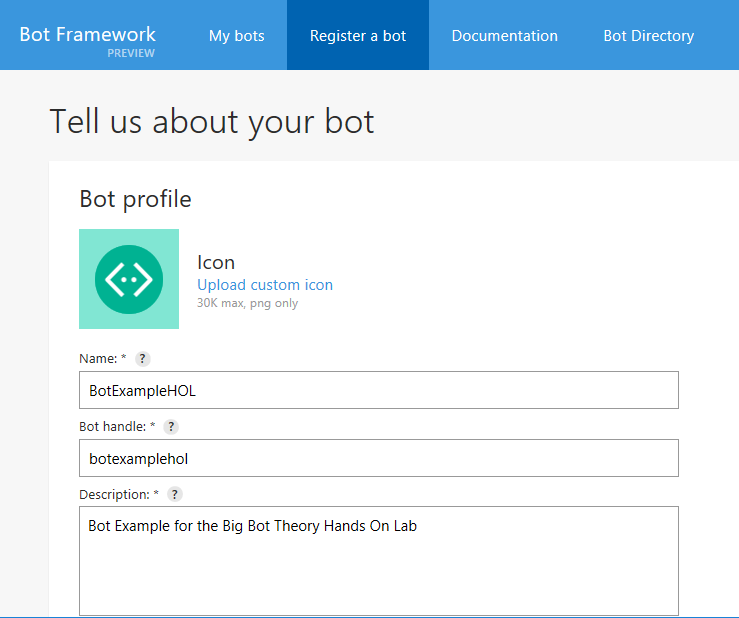 Bot Framework
PREVIEW
My bots
Register a bot
Documentation
Bot Directory
Tell us about your bot
Bot profile
Icon
Upload custom icon
30K max, png only
Name: * ?
BotExampleHOL
Bot handle: * ?
botexamplehol
Description: * ?
Bot Example for the Big Bot Theory Hands On Lab